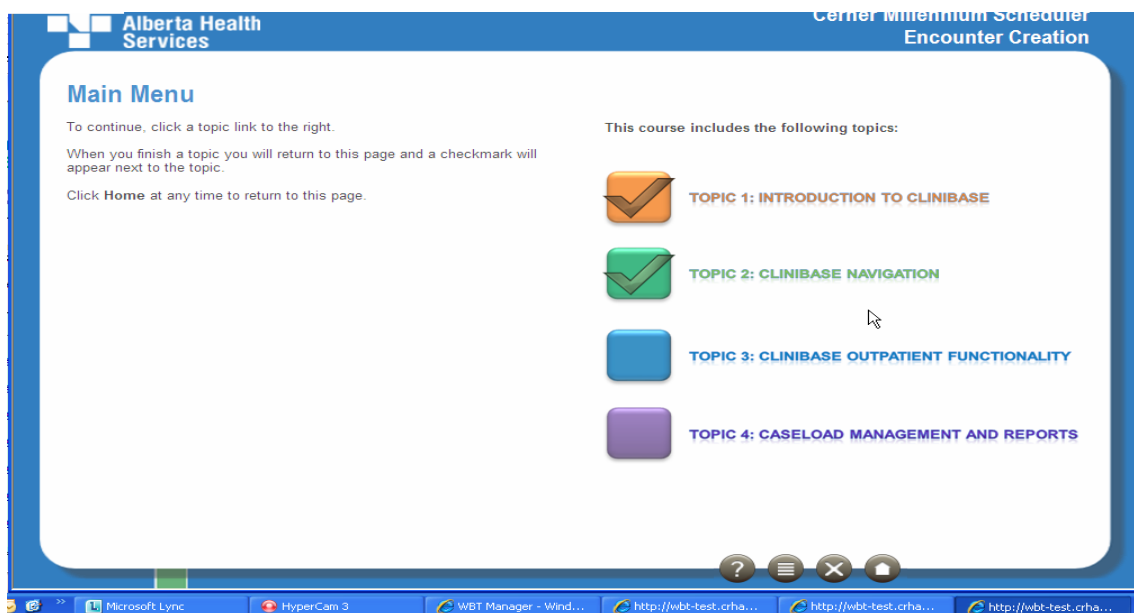 Alberta Health
Services
Cerner Millennium Scheduler
Encounter Creation
Main Menu
To continue, click a topic link to the right.
When you finish a topic you will return to this page and a checkmark will
appear next to the topic.
Click Home at any time to return to this page.
This course includes the following topics:
TOPIC 1: INTRODUCTION TO CLINIBASE
TOPIC 2: CLINIBASE NAVIGATION
TOPIC 3: CLINIBASE OUTPATIENT FUNCTIONALITY
TOPIC 4: CASELOAD MANAGEMENT AND REPORTS
?
Microsoft Lync
HyperCam 3
WBT Manager - Wind...
http://wbt-test.crha...
http://wbt-test.crha...
http://wbt-test.crha...